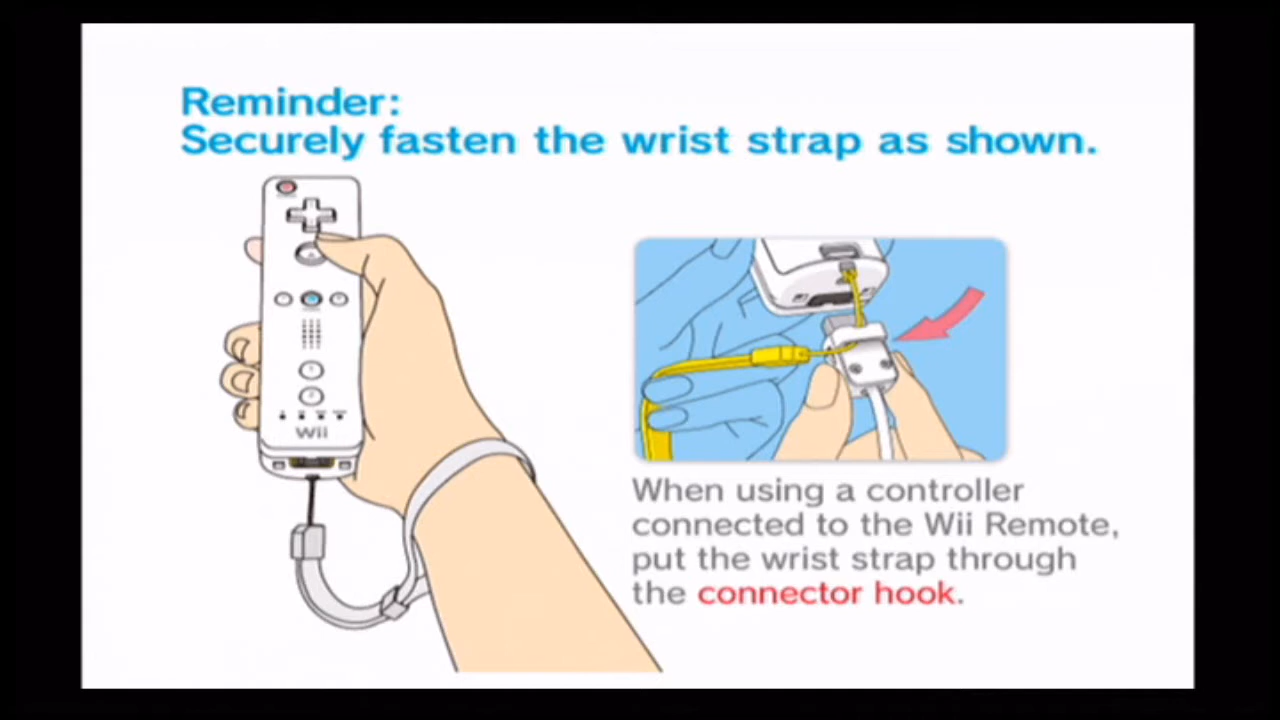 Reminder:
Securely fasten the wrist strap as shown.
Wii
When using a controller
connected to the Wii Remote,
put the wrist strap through
the connector hook.